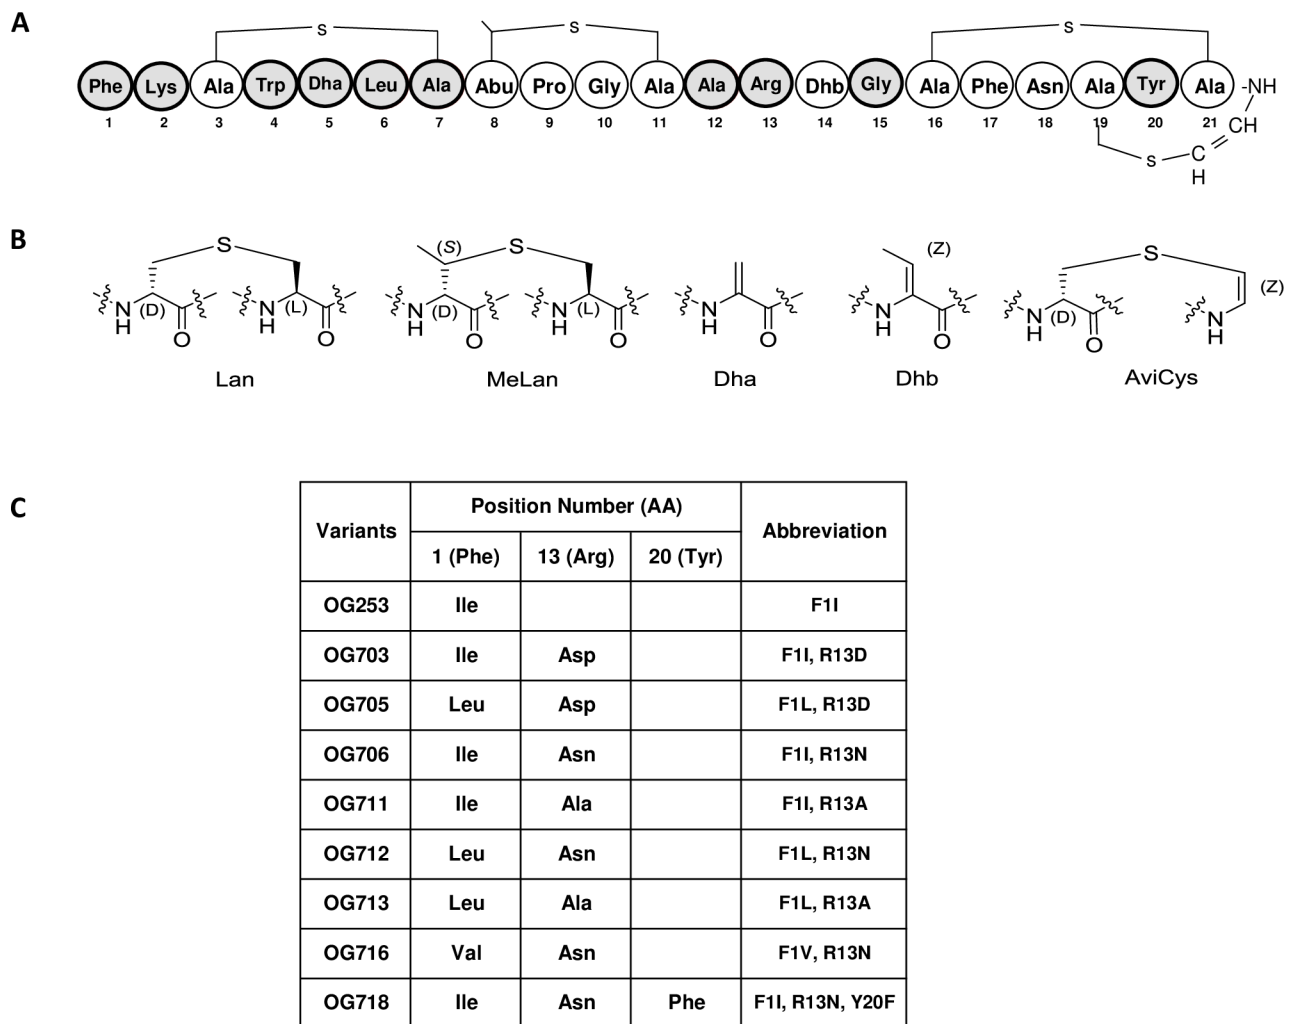 A
S S S
Phe Lys Ala Trp Dha Leu Ala Abu Pro Gly Ala Ala Arg Dhb Gly Ala Phe Asn Ala Tyr Ala -NH
1 2 3 4 5 6 7 8 9 10 11 12 13 14 15 16 17 18 19 20 21 CH
S C
H
B
S (S) S (Z) S
(Z)
N H (D) O N H (L) O N H (D) O N H (L) O N H O N H O N H (D) O N H
Lan MeLan Dha Dhb AviCys
C
Variants Position Number (AA) Abbreviation
1 (Phe) 13 (Arg) 20 (Tyr)
OG253 Ile F1I
OG703 Ile Asp F1I, R13D
OG705 Leu Asp F1L, R13D
OG706 Ile Asn F1I, R13N
OG711 Ile Ala F1I, R13A
OG712 Leu Asn F1L, R13N
OG713 Leu Ala F1L, R13A
OG716 Val Asn F1V, R13N
OG718 Ile Asn Phe F1I, R13N, Y20F